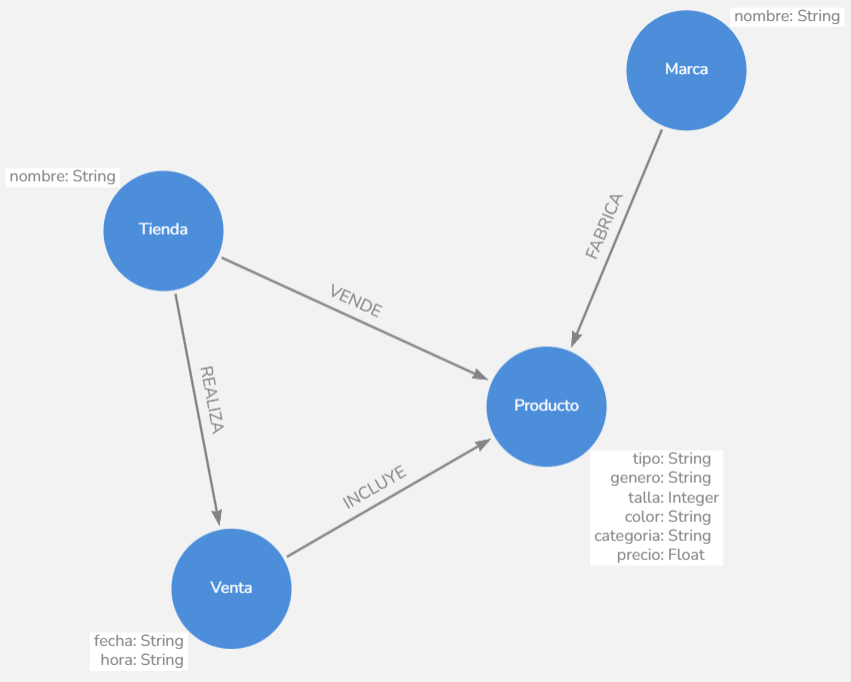 nombre: String
Marca
nombre: String
Tienda
FABRICA
VENDE
REALIZA
Producto
tipo: String
genero: String
talla: Integer
color: String
categoria: String
precio: Float
INCLUYE
Venta
fecha: String
hora: String